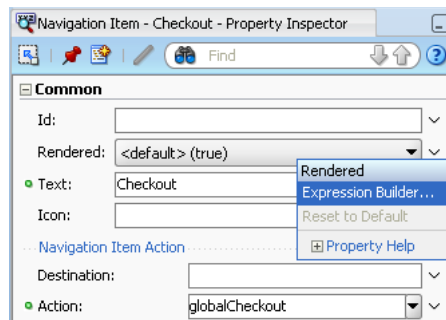 Navigation Item - Checkout - Property Inspector
Find
Common
Id:
Rendered: <default> (true)
Rendered
Text: Checkout
Expression Builder...
Icon:
Reset to Default
Navigation Item Action
Property Help
Destination:
Action: globalCheckout